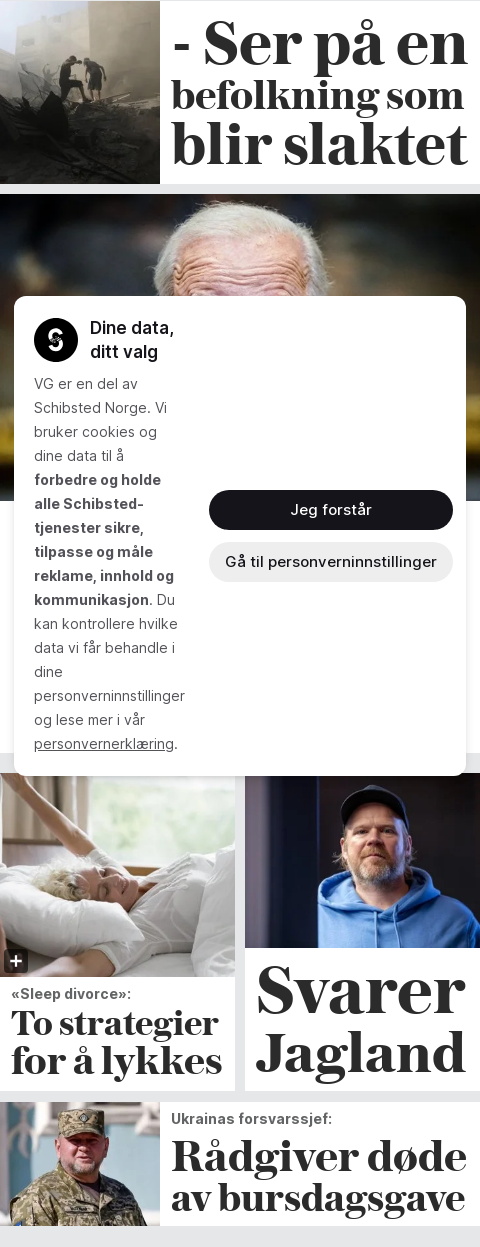 - Ser på en
befolkning som
blir slaktet
Dine data,
ditt valg
VG er en del av
Schibsted Norge. Vi
bruker cookies og
dine data til å
forbedre og holde
alle Schibsted-
tjenester sikre,
tilpasse og måle
reklame, innhold og
kommunikasjon. Du
kan kontrollere hvilke
data vi får behandle i
dine
personverninnstillinger
og lese mer i vår
personvernerklæring.
Jeg forstår
Gå til personverninnstillinger
«Sleep divorce»:
To strategier
for å lykkes
Svarer
Jagland
Ukrainas forsvarssjef:
Rådgiver døde
av bursdagsgave